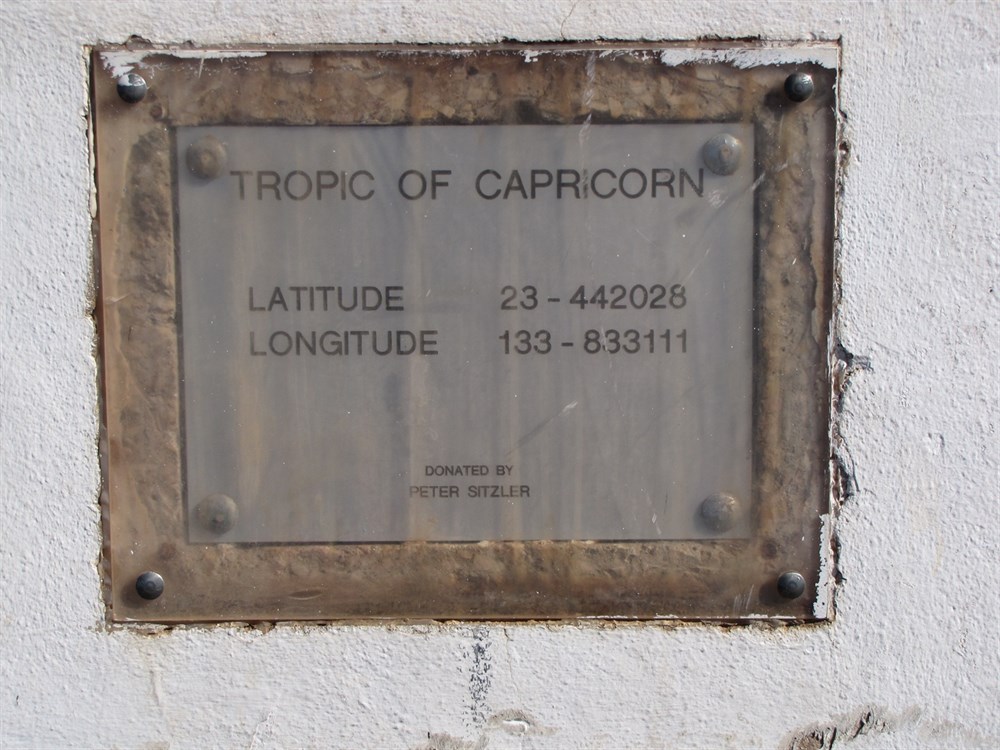 TROPIC OF CAPRICORN
LATITUDE 23-442028
LONGITUDE 133-833111
DONATED BY
PETER SITZLER